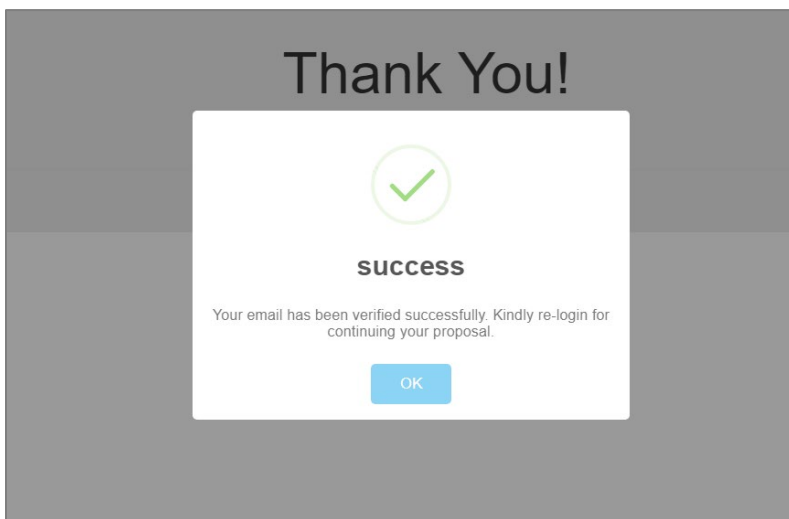 Thank You!
success
Your email has been verified successfully. Kindly re-login for
continuing your proposal.
OK